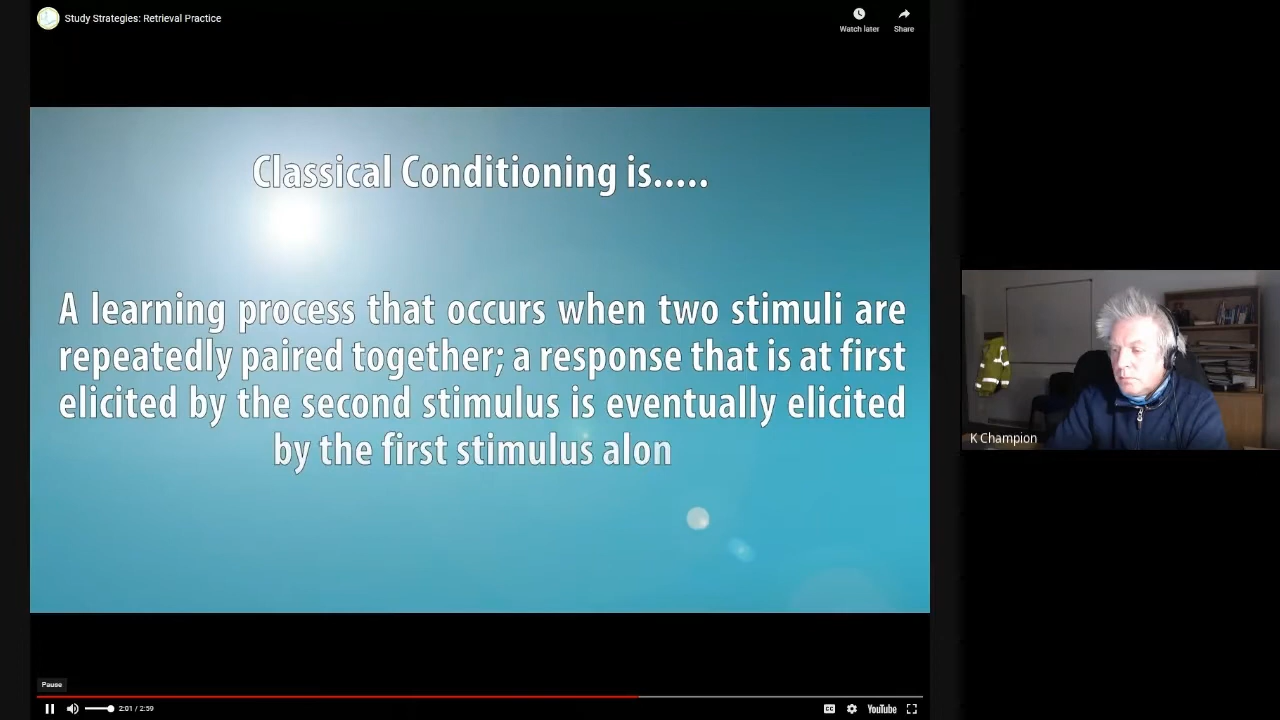 Study Strategies: Retrieval Practice
Watch later
Share
Classical Conditioning is.....
A learning process that occurs when two stimuli are
repeatedly paired together; a response that is at first
elicited by the second stimulus is eventually elicited
by the first stimulus alon
K Champion
Pause
2:01 / 2:59
CC
YouTube